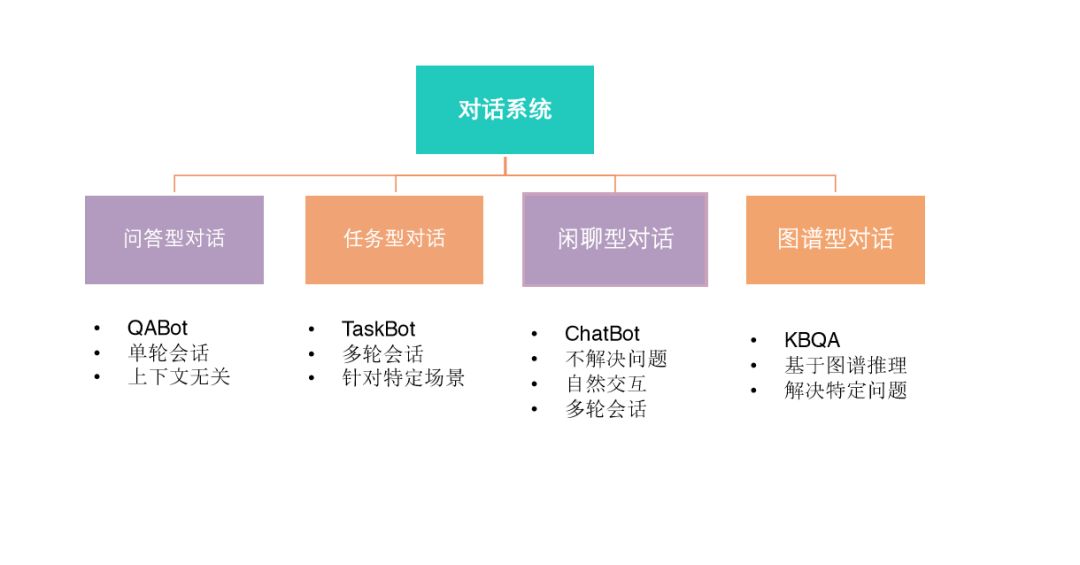 对话系统
问答型对话
任务型对话
闲聊型对话
图谱型对话
• QABot
• 单轮会话
• 上下文无关
• TaskBot
• 多轮会话
• 针对特定场景
• ChatBot
• 不解决问题
• 自然交互
• 多轮会话
• KBQA
• 基于图谱推理
• 解决特定问题